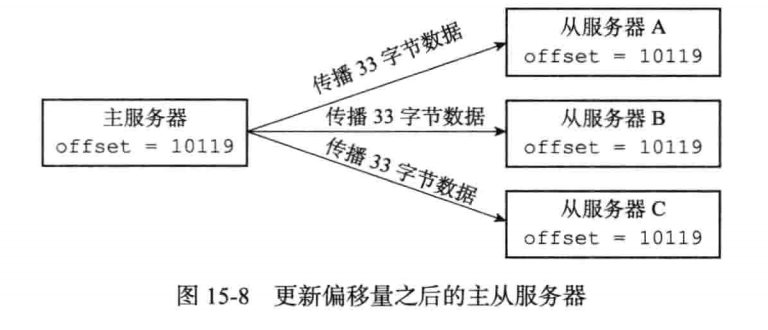 传播 33 字节数据
从服务器 A
offset = 10119
主服务器
offset = 10119
传播 33 字节数据
从服务器 B
offset = 10119
传播 33 字节数据
从服务器 C
offset = 10119
图 15-8 更新偏移量之后的主从服务器